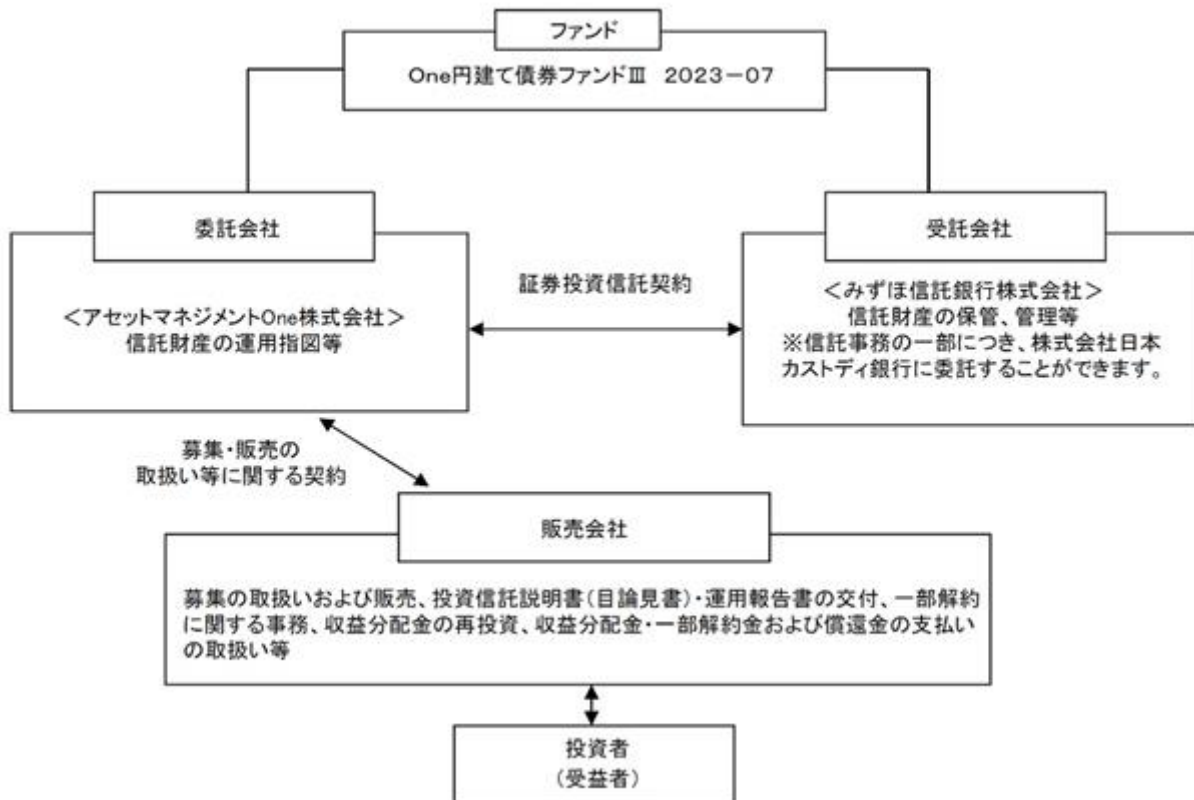 ファンド
One円建て債券ファンドⅢ 2023－07
委託会社
受託会社
＜アセットマネジメントOne株式会社＞
信託財産の運用指図等
証券投資信託契約
＜みずほ信託銀行株式会社＞
信託財産の保管、管理等
※信託事務の一部につき、株式会社日本
カストディ銀行に委託することができます。
募集・販売の
取扱い等に関する契約
販売会社
募集の取扱いおよび販売、投資信託説明書（目論見書）・運用報告書の交付、一部解約
に関する事務、収益分配金の再投資、収益分配金・一部解約金および償還金の支払い
の取扱い等
投資者
（受益者）